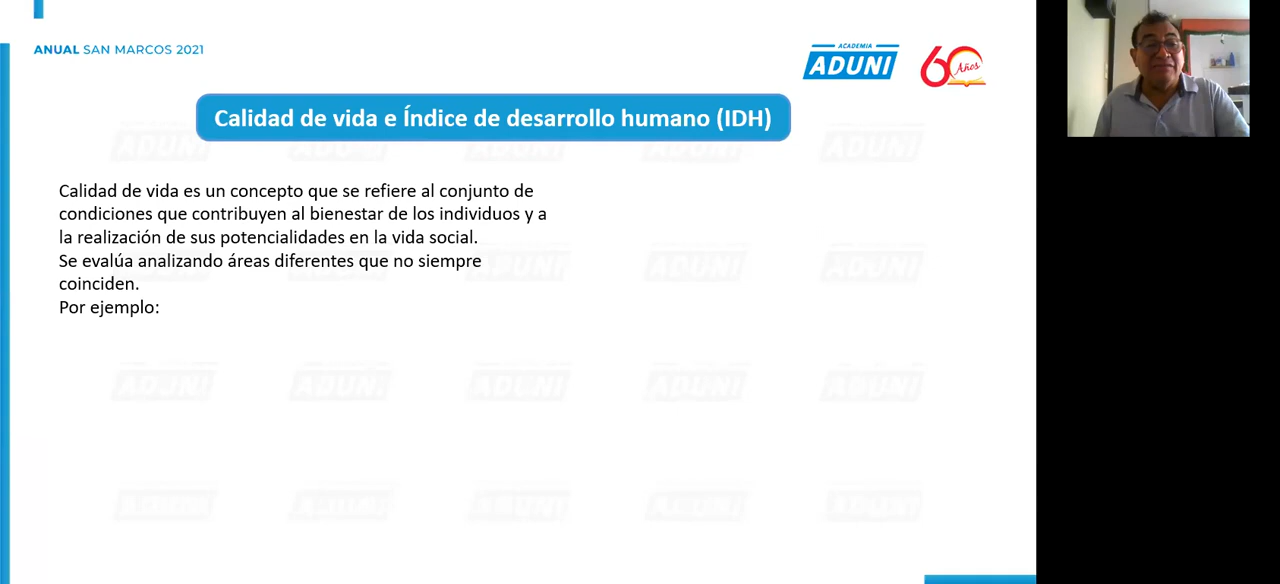 ANUAL SAN MARCOS 2021
ACADEMIA
ADUNI
60 Años
Calidad de vida e Índice de desarrollo humano (IDH)
Calidad de vida es un concepto que se refiere al conjunto de
condiciones que contribuyen al bienestar de los individuos y a
la realización de sus potencialidades en la vida social.
Se evalúa analizando áreas diferentes que no siempre
coinciden.
Por ejemplo: